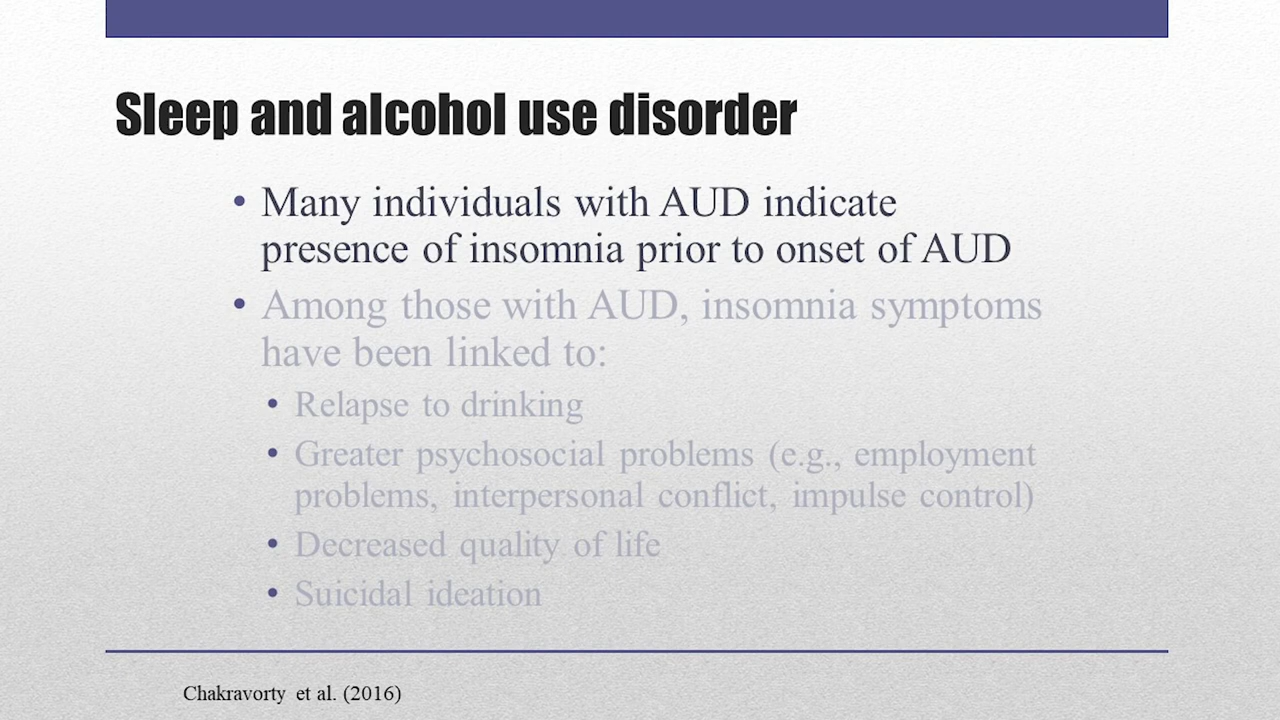 Sleep and alcohol use disorder
• Many individuals with AUD indicate
presence of insomnia prior to onset of AUD
• Among those with AUD, insomnia symptoms
have been linked to:
• Relapse to drinking
• Greater psychosocial problems (e.g., employment
problems, interpersonal conflict, impulse control)
• Decreased quality of life
• Suicidal ideation
Chakravorty et al. (2016)